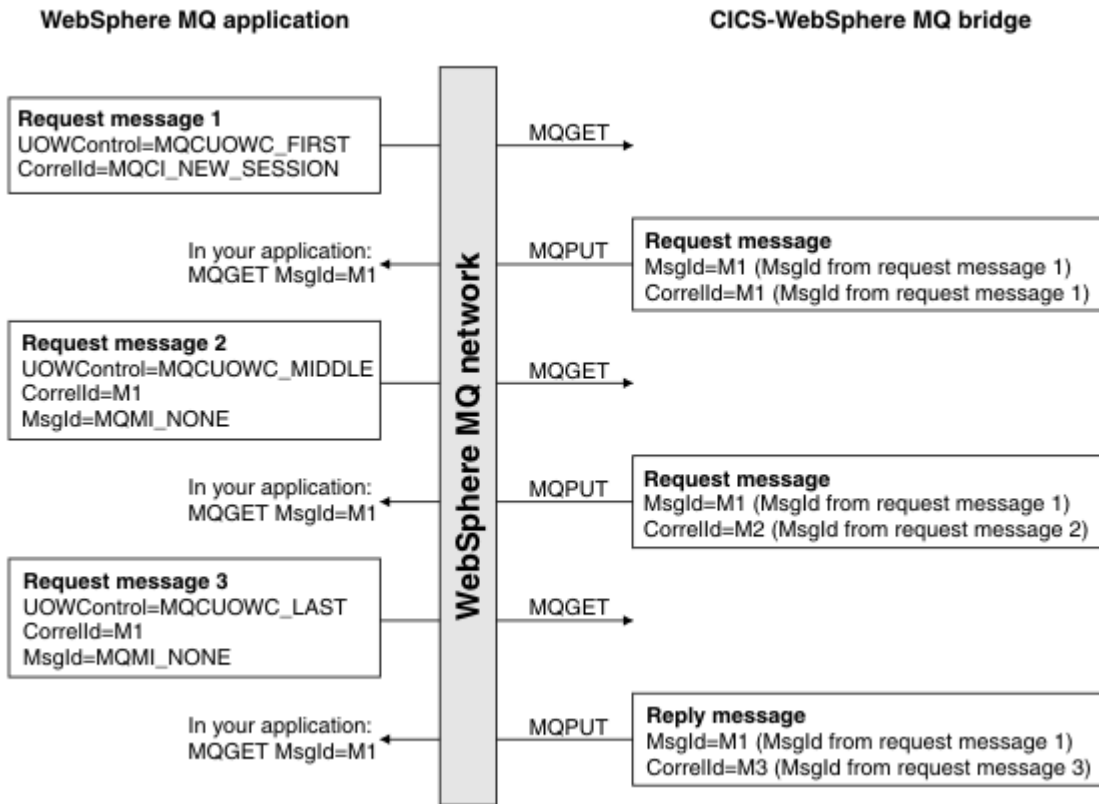 WebSphere MQ application
CICS-WebSphere MQ bridge
Request message 1
UOWControl=MQCUOWC_FIRST
CorrelId=MQCI_NEW_SESSION
MQGET
In your application:
MQGET MsgId=M1
MQPUT
Request message
MsgId=M1 (MsgId from request message 1)
CorrelId=M1 (MsgId from request message 1)
Request message 2
UOWControl=MQCUOWC_MIDDLE
CorrelId=M1
MsgId=MQMI_NONE
MQGET
WebSphere MQ network
In your application:
MQGET MsgId=M1
MQPUT
Request message
MsgId=M1 (MsgId from request message 1)
CorrelId=M2 (MsgId from request message 2)
Request message 3
UOWControl=MQCUOWC_LAST
CorrelId=M1
MsgId=MQMI_NONE
MQGET
In your application:
MQGET MsgId=M1
MQPUT
Reply message
MsgId=M1 (MsgId from request message 1)
CorrelId=M3 (MsgId from request message 3)